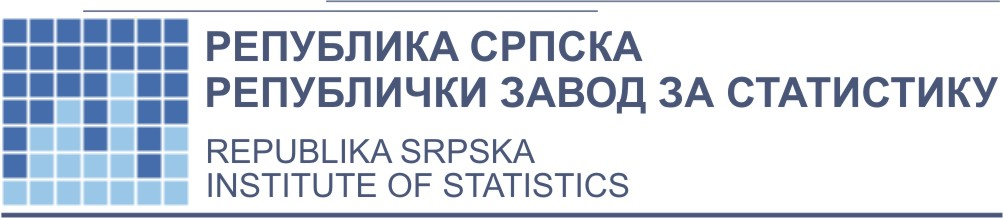 РЕПУБЛИКА СРПСКА
РЕПУБЛИЧКИ ЗАВОД ЗА СТАТИСТИКУ
REPUBLIKA SRPSKA
INSTITUTE OF STATISTICS